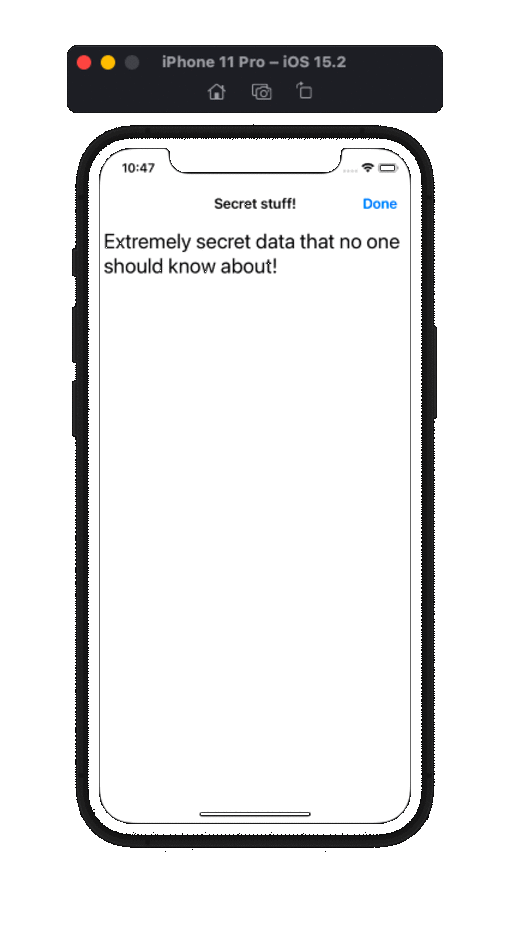 iPhone 11 Pro – iOS 15.2
10:47
Secret stuff!
Done
Extremely secret data that no one
should know about!